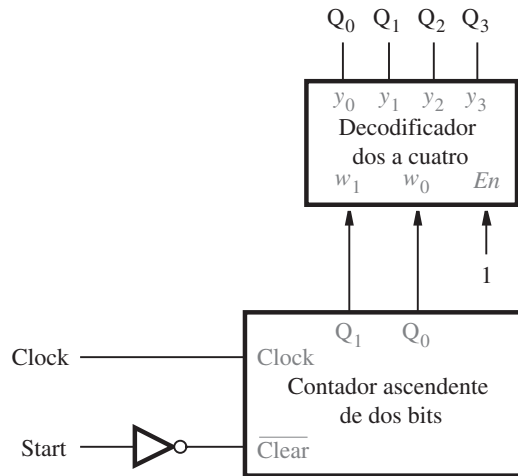 Q₀ Q₁ Q₂ Q₃
y₀ y₁ y₂ y₃
Decodificador
dos a cuatro
w₁ w₀ En
1
Q₁ Q₀
Clock Clock
Contador ascendente
de dos bits
Start C̅l̅e̅a̅r̅